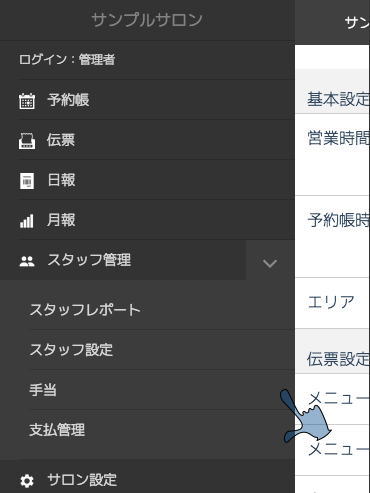 サンプルサロン
ログイン：管理者
予約帳
伝票
日報
月報
スタッフ管理
スタッフレポート
スタッフ設定
手当
支払管理
サロン設定
サン
基本設定
営業時間
予約帳時
エリア
伝票設定
メニュー
メニュー